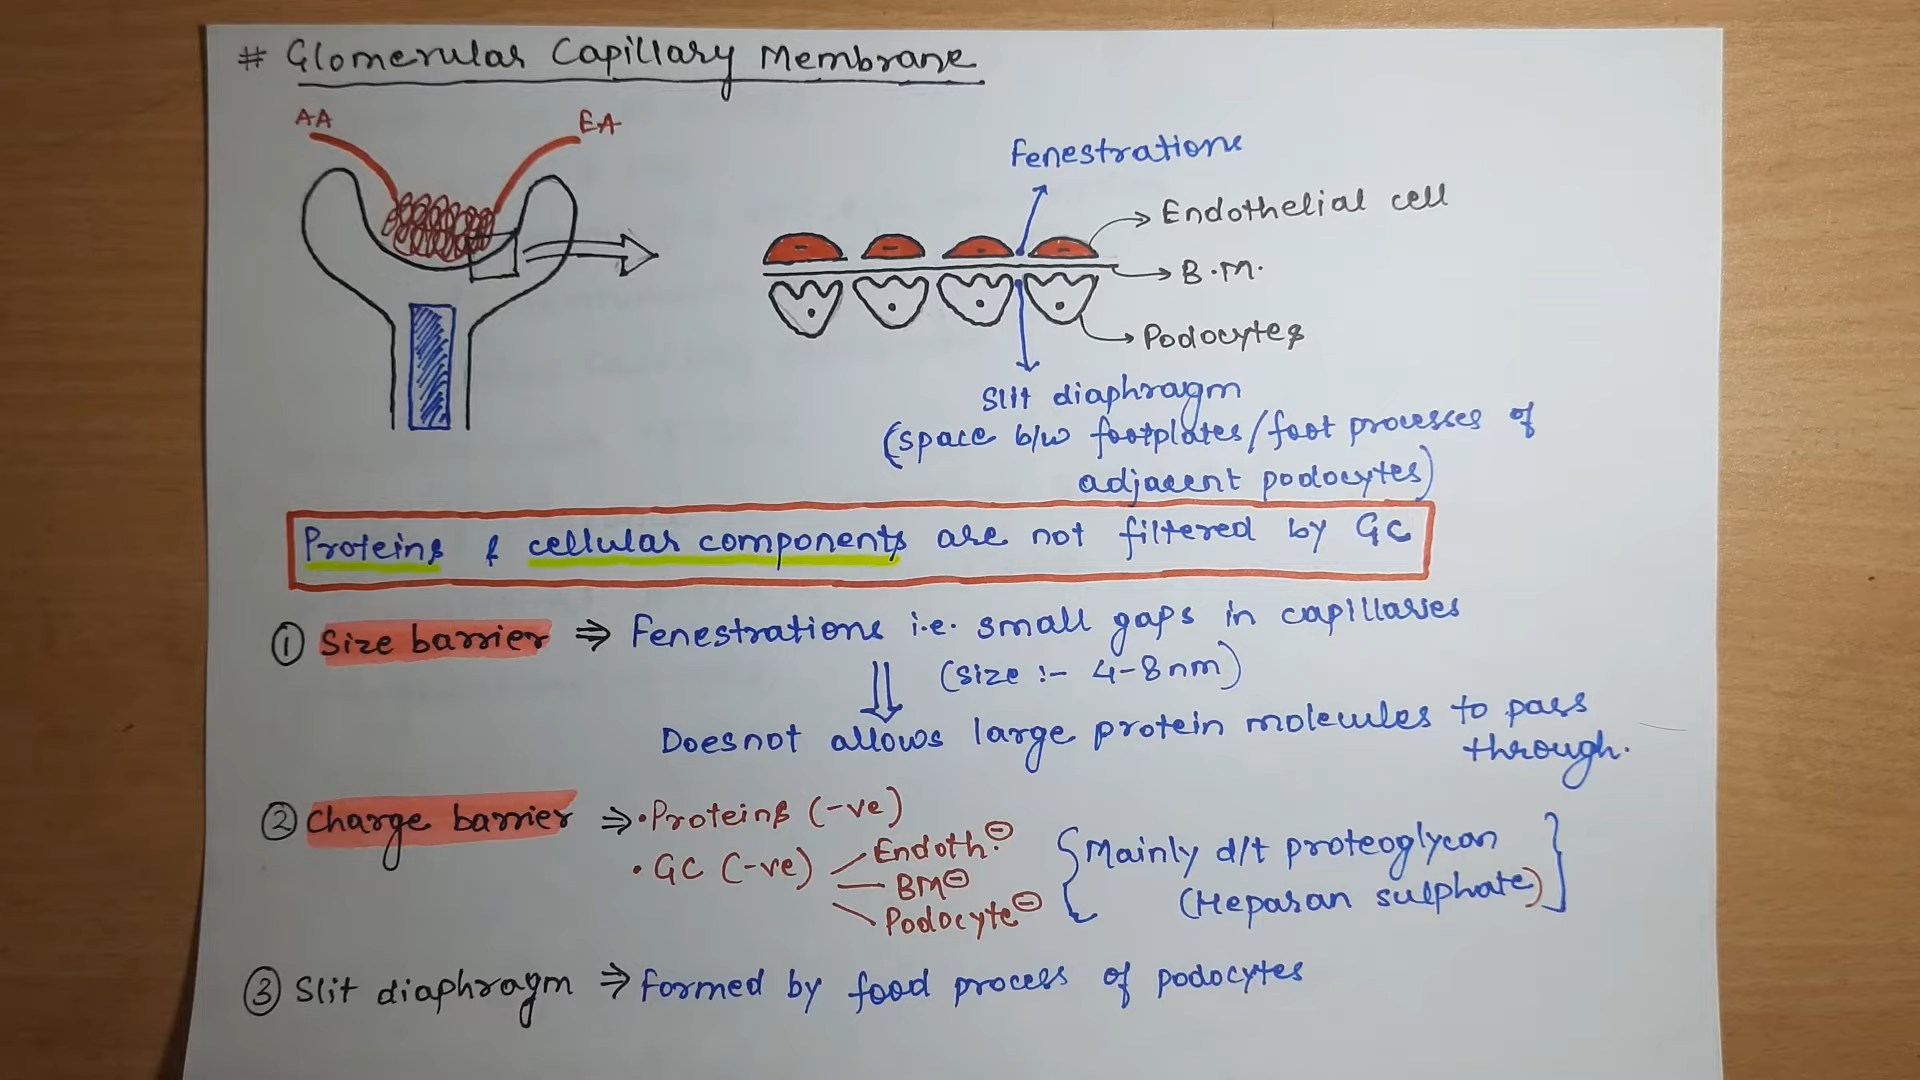 # Glomerular Capillary Membrane
AA
EA
Fenestrations
Endothelial cell
B.M.
Podocytes
Slit diaphragm
(space b/w footplates/foot processes of
adjacent podocytes)
Proteins & cellular components are not filtered by GC
① Size barrier ⇒ Fenestrations i.e. small gaps in capillaries
(size :- 4-8nm)
Doesnot allows large protein molecules to pass
through.
② Charge barrier ⇒ • Proteins (-ve)
• GC (-ve)
Endoth. ⊖
BM ⊖
Podocyte ⊖
{Mainly d/t proteoglycan
(Heparan sulphate)}
③ Slit diaphragm ⇒ Formed by food process of podocytes